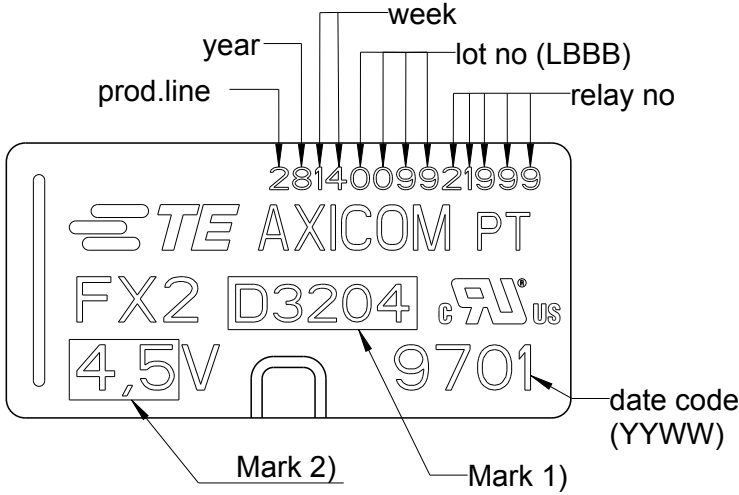 week
year
lot no (LBBB)
prod.line
relay no
2814009921999
TE AXICOM PT
FX2 D3204 c RU® US
4,5V 9701
date code
(YYWW)
Mark 2)
Mark 1)